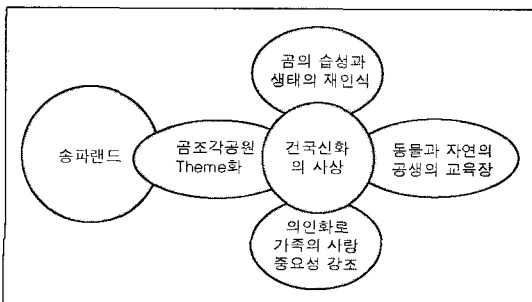 곰의 습성과
생태의 재인식
송파랜드
곰조각공원
Theme화
건국신화
의 사상
동물과 자연의
공생의 교육장
의인화로
가족의 사랑
중요성 강조